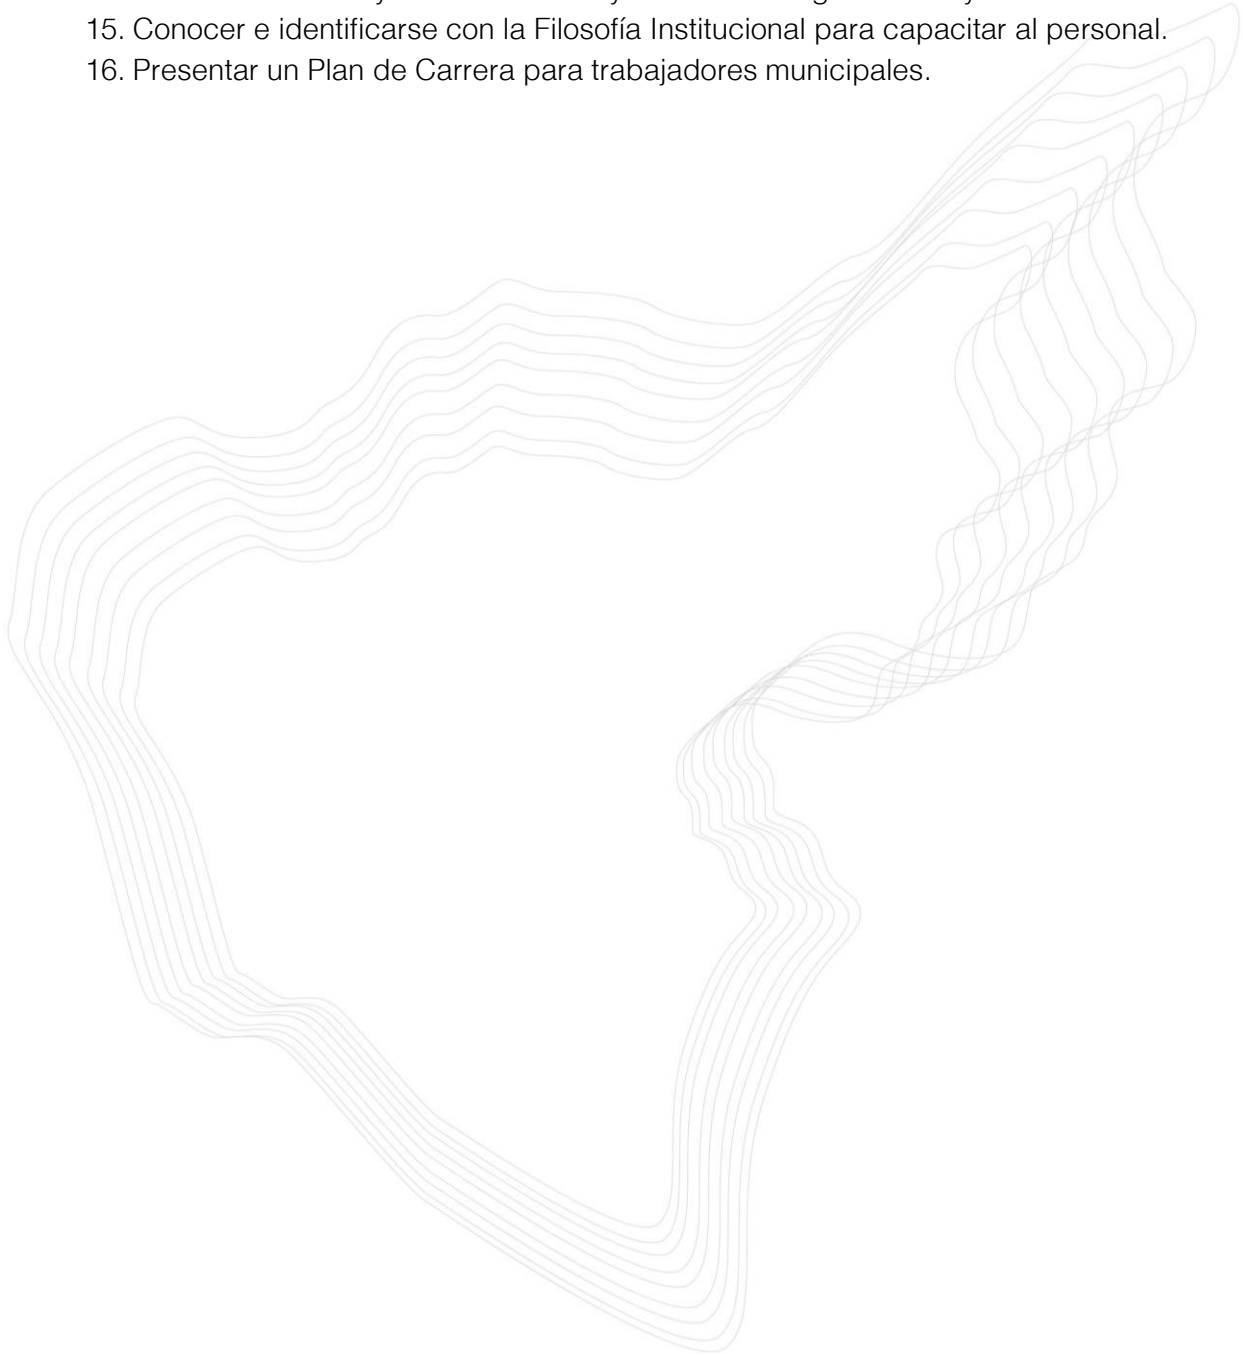 15. Conocer e identificarse con la Filosofía Institucional para capacitar al personal.
16. Presentar un Plan de Carrera para trabajadores municipales.